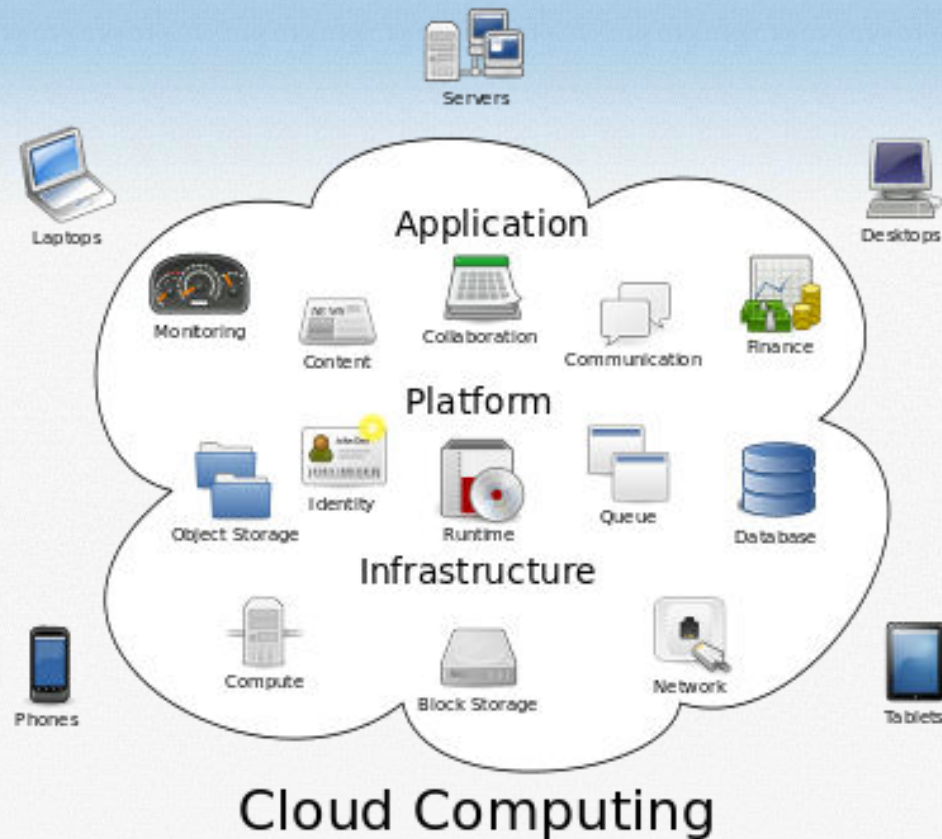 Servers
Laptops
Desktops
Application
Monitoring
Content
Collaboration
Communication
Finance
Platform
Object Storage
Identity
Runtime
Queue
Database
Infrastructure
Compute
Block Storage
Network
Phones
Tablets
Cloud Computing